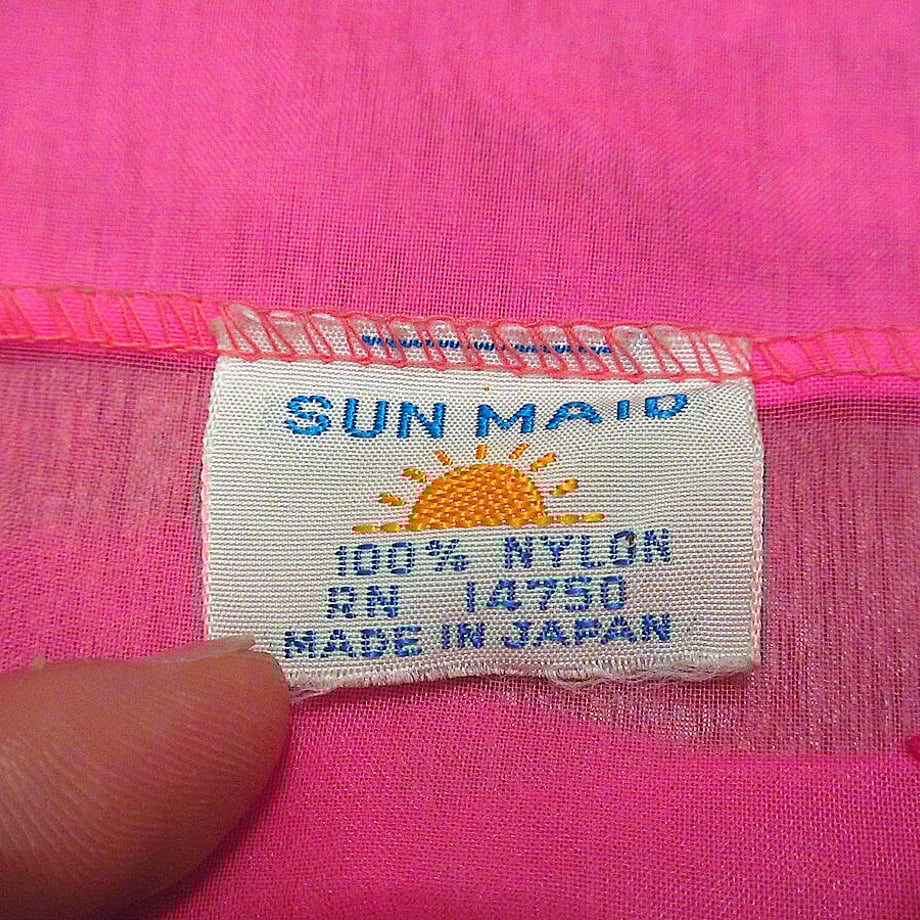 SUN MAID
100% NYLON
RN 14750
MADE IN JAPAN